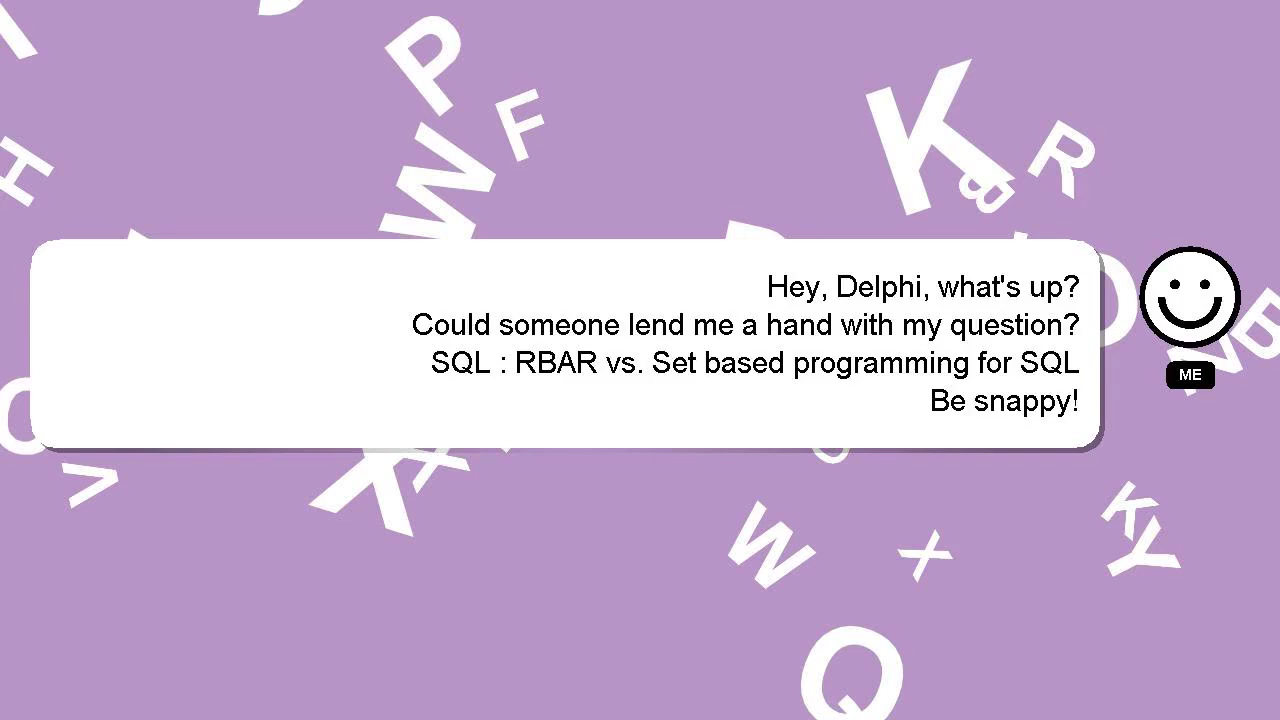 Hey, Delphi, what's up?
Could someone lend me a hand with my question?
SQL : RBAR vs. Set based programming for SQL
Be snappy!
ME
P
F
W
K
R
B
H
V
X
X
W
X
K
Y
Q
N
B